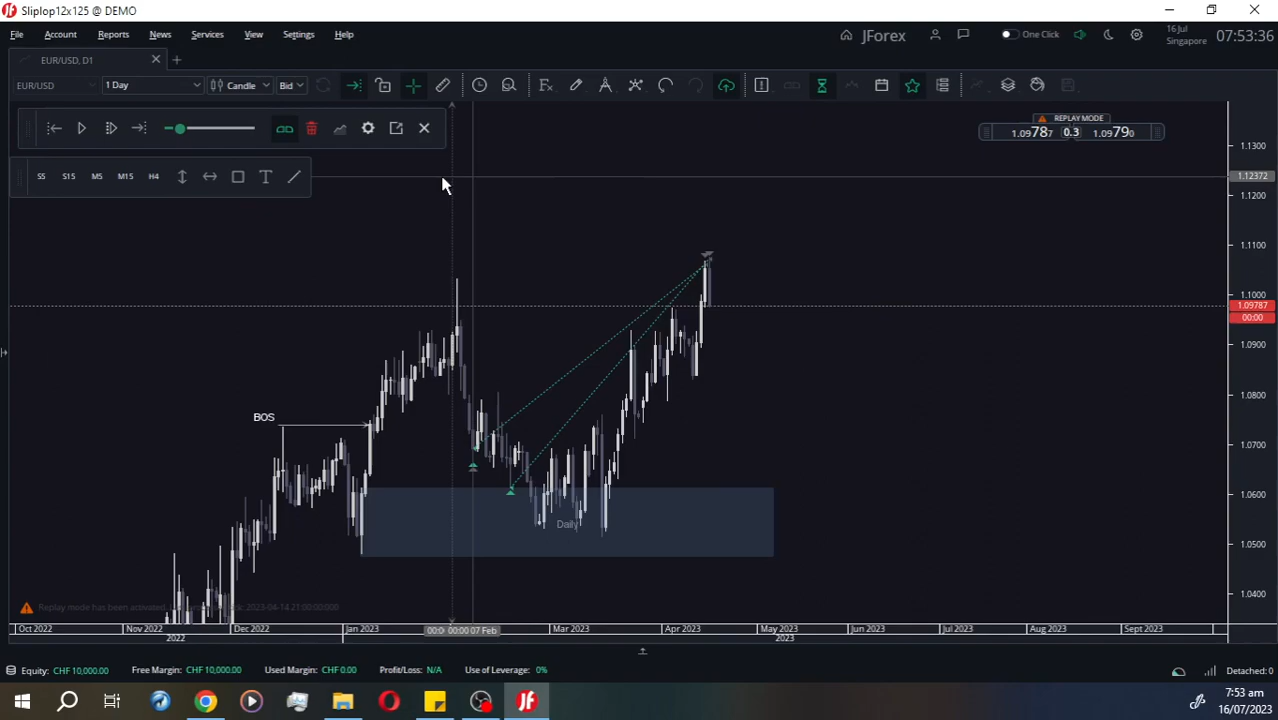 Sliplop12x125 @ DEMO
File Account Reports News Services View Settings Help
JForex
One Click
16 Jul
Singapore
07:53:36
EUR/USD, D1
EUR/USD 1 Day Candle Bid
REPLAY MODE
1.09787 0.3 1.09790
SS S15 M5 M15 H4
1.1300
1.12372
1.1200
1.1100
1.1000
1.09787
00:00
1.0900
1.0800
1.0700
1.0600
1.0500
1.0400
BOS
Daily
Oct 2022 Nov 2022 Dec 2022 Jan 2023 00:0 00:00 07 Feb Mar 2023 Apr 2023 May 2023 Jun 2023 Jul 2023 Aug 2023 Sept 2023
2022 2023 2023
Equity: CHF 10,000.00 Free Margin: CHF 10,000.00 Used Margin: CHF 0.00 Profit/Loss: N/A Use of Leverage: 0% Detached: 0
7:53 am
16/07/2023